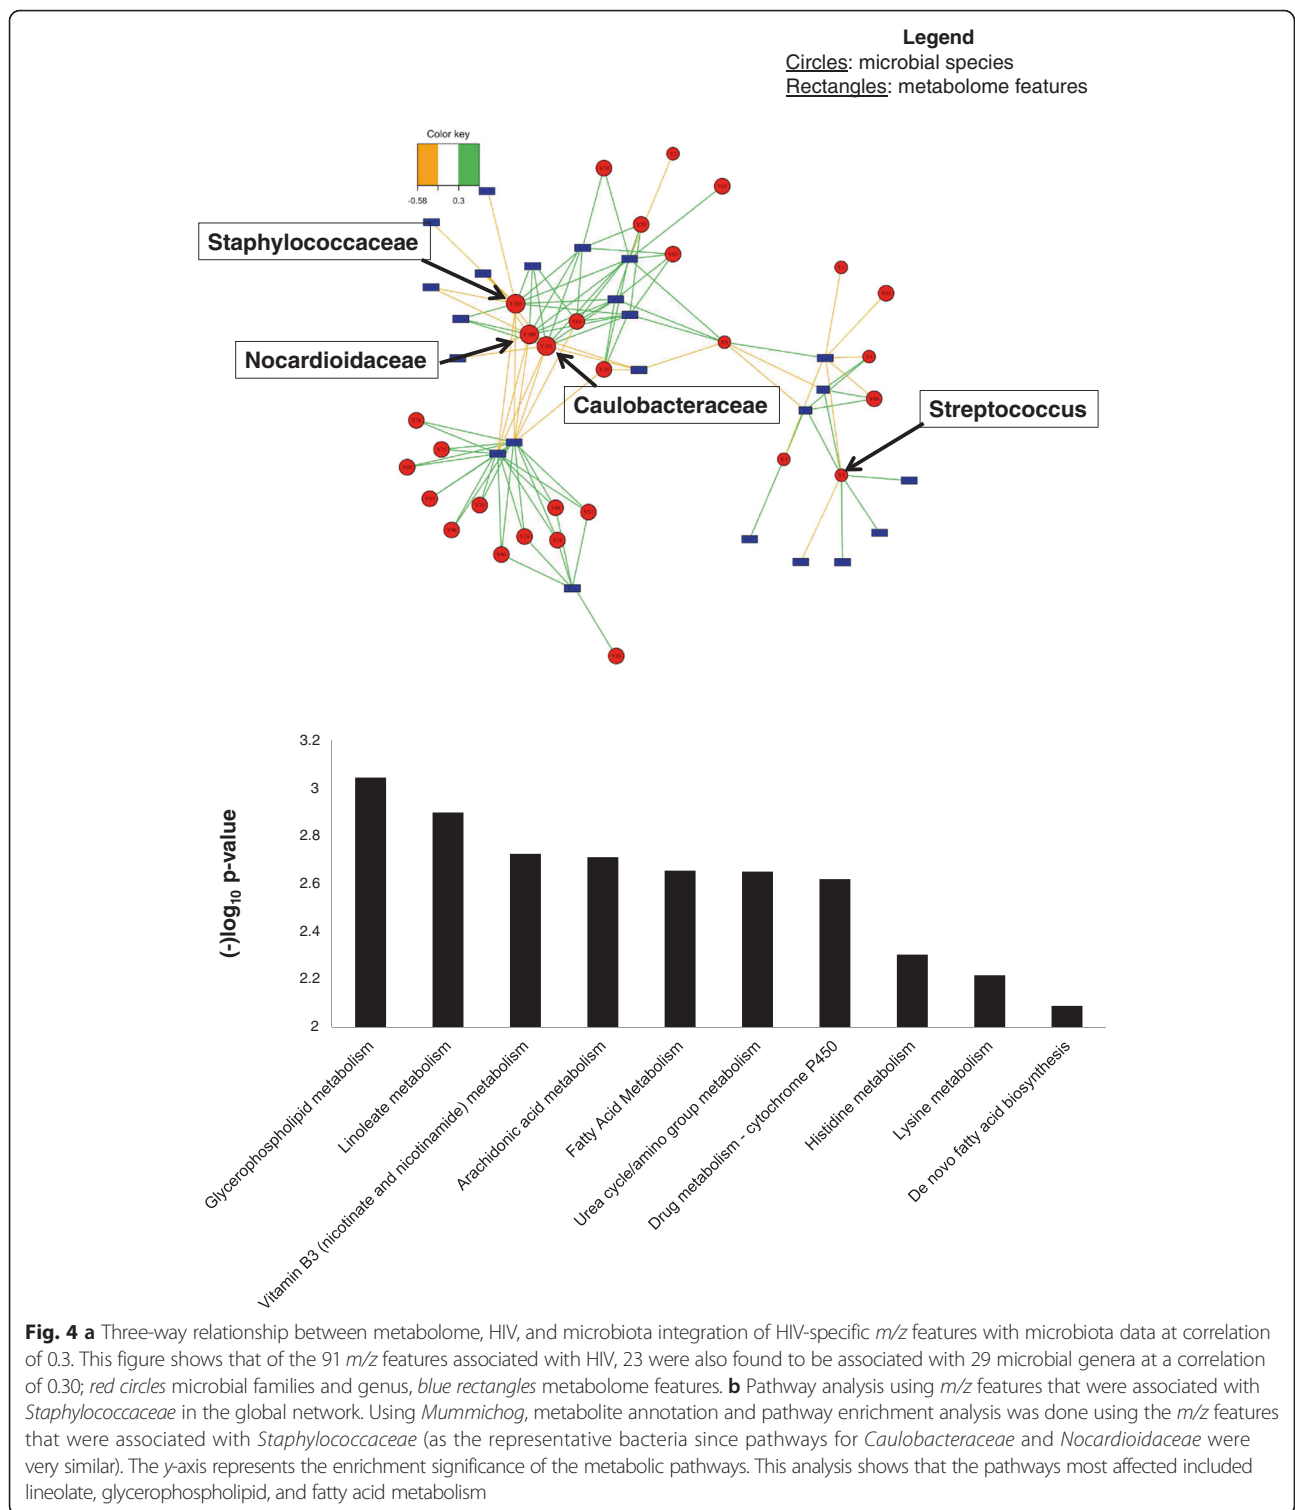 Legend
Circles: microbial species
Rectangles: metabolome features
Color key
-0.58 0.3
Staphylococcaceae
Nocardioidaceae
Caulobacteraceae
Streptococcus
3.2
3
2.8
2.6
2.4
2.2
2
(-)log10 p-value
Glycerophospholipid metabolism
Linoleate metabolism
Vitamin B3 (nicotinate and nicotinamide) metabolism
Arachidonic acid metabolism
Fatty Acid Metabolism
Urea cycle/amino group metabolism
Drug metabolism - cytochrome P450
Histidine metabolism
Lysine metabolism
De novo fatty acid biosynthesis
Fig. 4 a Three-way relationship between metabolome, HIV, and microbiota integration of HIV-specific m/z features with microbiota data at correlation
of 0.3. This figure shows that of the 91 m/z features associated with HIV, 23 were also found to be associated with 29 microbial genera at a correlation
of 0.30; red circles microbial families and genus, blue rectangles metabolome features. b Pathway analysis using m/z features that were associated with
Staphylococcaceae in the global network. Using Mummichog, metabolite annotation and pathway enrichment analysis was done using the m/z features
that were associated with Staphylococcaceae (as the representative bacteria since pathways for Caulobacteraceae and Nocardioidaceae were
very similar). The y-axis represents the enrichment significance of the metabolic pathways. This analysis shows that the pathways most affected included
lineolate, glycerophospholipid, and fatty acid metabolism